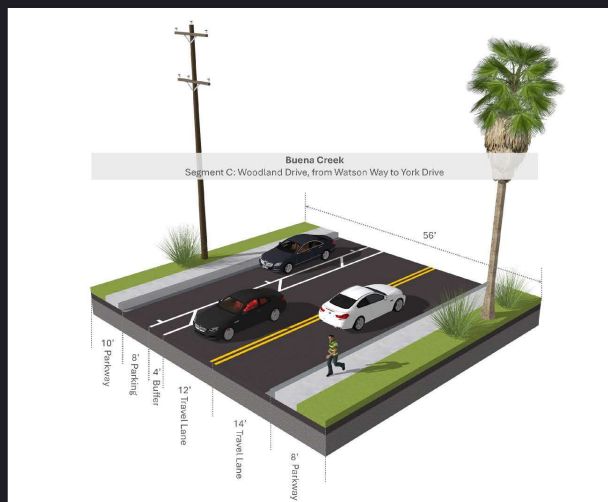 Buena Creek
Segment C: Woodland Drive, from Watson Way to York Drive
56'
10' Parkway
8' Parking
4' Buffer
12' Travel Lane
14' Travel Lane
8' Parkway